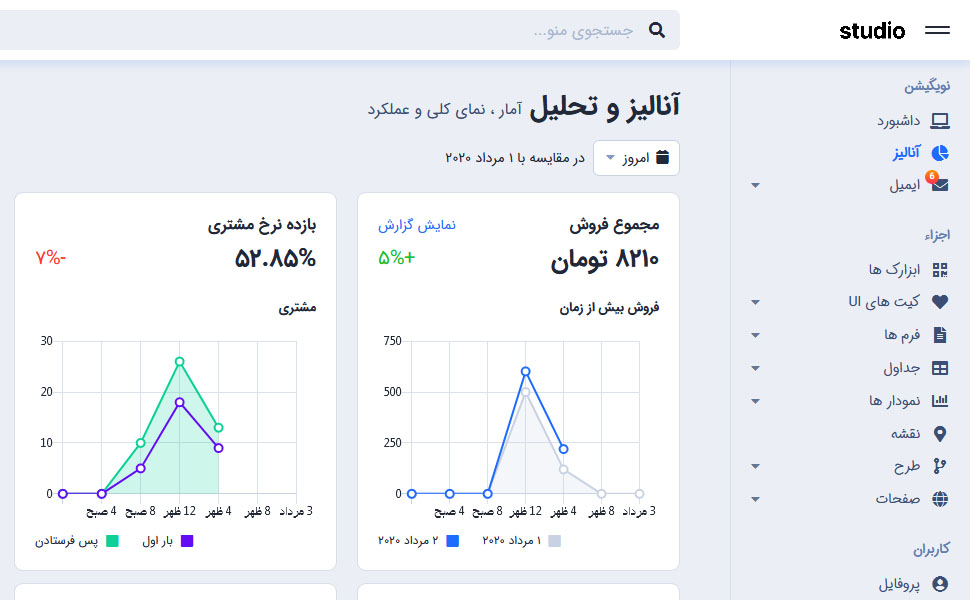 studio
جستجوی منو...
نویگیشن
داشبورد
آنالیز
ایمیل
6
اجزاء
ابزارک ها
کیت های UI
فرم ها
جداول
نمودار ها
نقشه
طرح
صفحات
کاربران
پروفایل
آنالیز و تحلیل آمار ، نمای کلی و عملکرد
امروز
در مقایسه با ۱ مرداد ۲۰۲۰
مجموع فروش
نمایش گزارش
۸۲۱۰ تومان
+۵%
فروش بیش از زمان
750
500
250
0
4 صبح
8 صبح
12 ظهر
4 ظهر
8 ظهر
3 مرداد
۱ مرداد ۲۰۲۰
۲ مرداد ۲۰۲۰
بازده نرخ مشتری
۵۲.۸۵%
-۷%
مشتری
30
20
10
0
4 صبح
8 صبح
12 ظهر
4 ظهر
8 ظهر
3 مرداد
بار اول
پس فرستادن